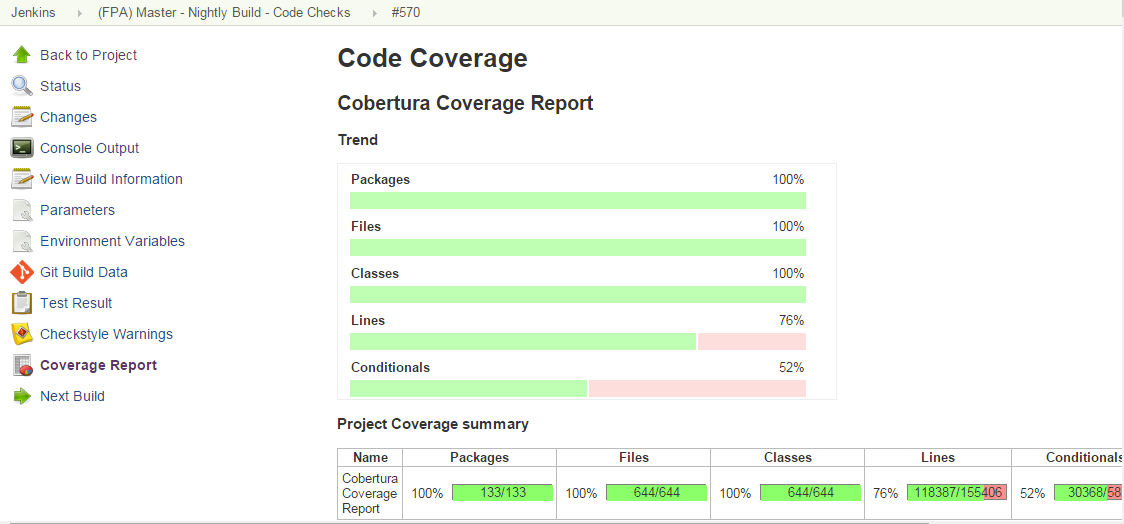 Jenkins (FPA) Master - Nightly Build - Code Checks #570
Back to Project
Status
Changes
Console Output
View Build Information
Parameters
Environment Variables
Git Build Data
Test Result
Checkstyle Warnings
Coverage Report
Next Build
Code Coverage
Cobertura Coverage Report
Trend
Packages 100%
Files 100%
Classes 100%
Lines 76%
Conditionals 52%
Project Coverage summary
Name Packages Files Classes Lines Conditionals
Cobertura
Coverage
Report
100% 133/133 100% 644/644 100% 644/644 76% 118387/155406 52% 30368/58